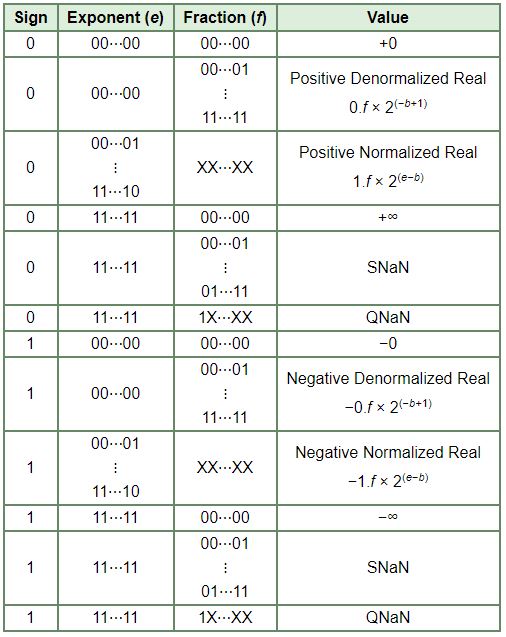 Sign Exponent (e) Fraction (f) Value
0 00⋯00 00⋯00 +0
0 00⋯00 00⋯01 ⋮ 11⋯11 Positive Denormalized Real 0.f × 2^(−b+1)
0 00⋯01 ⋮ 11⋯10 XX⋯XX Positive Normalized Real 1.f × 2^(e−b)
0 11⋯11 00⋯00 +∞
0 11⋯11 00⋯01 ⋮ 01⋯11 SNaN
0 11⋯11 1X⋯XX QNaN
1 00⋯00 00⋯00 −0
1 00⋯00 00⋯01 ⋮ 11⋯11 Negative Denormalized Real −0.f × 2^(−b+1)
1 00⋯01 ⋮ 11⋯10 XX⋯XX Negative Normalized Real −1.f × 2^(e−b)
1 11⋯11 00⋯00 −∞
1 11⋯11 00⋯01 ⋮ 01⋯11 SNaN
1 11⋯11 1X⋯XX QNaN